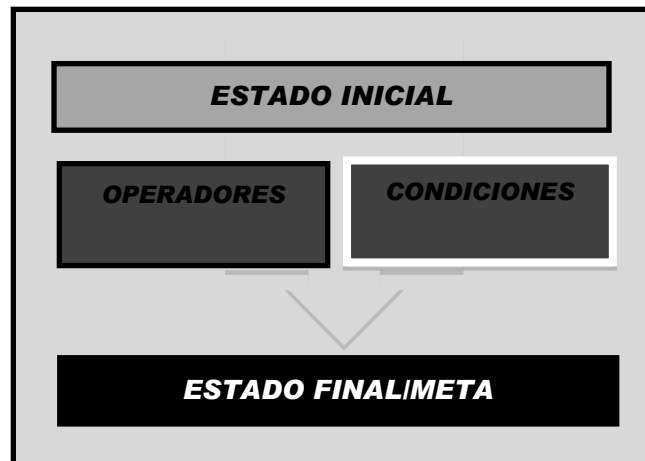 ESTADO INICIAL
OPERADORES
CONDICIONES
ESTADO FINAL/META